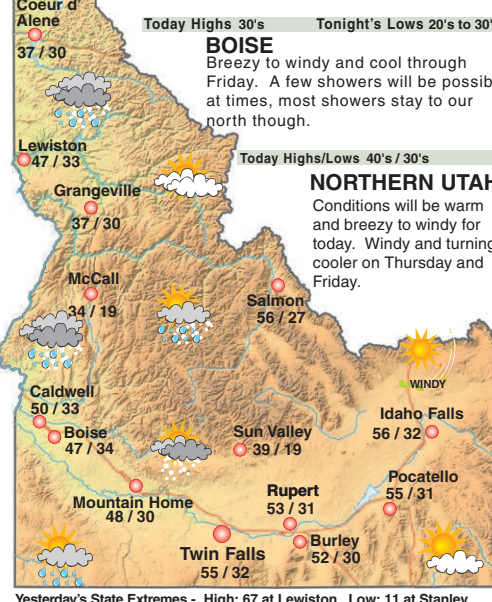 Coeur d'
Alene
37 / 30
Today Highs 30's Tonight's Lows 20's to 30's
BOISE
Breezy to windy and cool through
Friday. A few showers will be
at times, most showers stay to our
north though.
Lewiston
47 / 33
Today Highs/Lows 40's / 30's
Grangeville
37 / 30
NORTHERN UTAH
Conditions will be warm
and breezy to windy for
today. Windy and turning
cooler on Thursday and
Friday.
McCall
34 / 19
Salmon
56 / 27
WINDY
Caldwell
50 / 33
Boise
47 / 34
Sun Valley
39 / 19
Idaho Falls
56 / 32
Mountain Home
48 / 30
Rupert
53 / 31
Pocatello
55 / 31
Twin Falls
55 / 32
Burley
52 / 30
Yesterday's State Extremes - High: 67 at Lewiston Low: 11 at Stanley